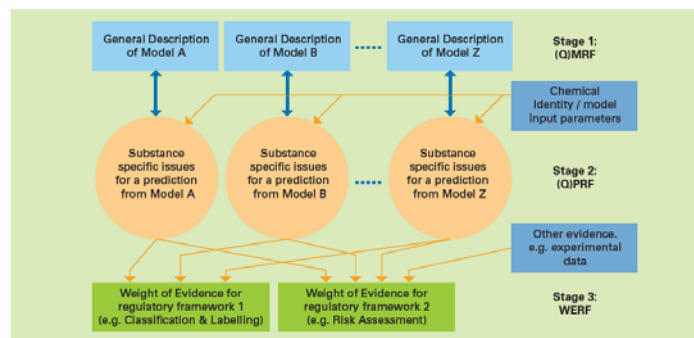 General Description
of Model A
General Description
of Model B
General Description
of Model Z
Stage 1:
(Q)MRF
Chemical
Identity / model
input parameters
Substance
specific issues
for a prediction
from Model A
Substance
specific issues
for a prediction
from Model B
Substance
specific issues
for a prediction
from Model Z
Stage 2:
(Q)PRF
Other evidence,
e.g. experimental
data
Weight of Evidence for
regulatory framework 1
(e.g. Classification & Labelling)
Weight of Evidence for
regulatory framework 2
(e.g. Risk Assessment)
Stage 3:
WERF